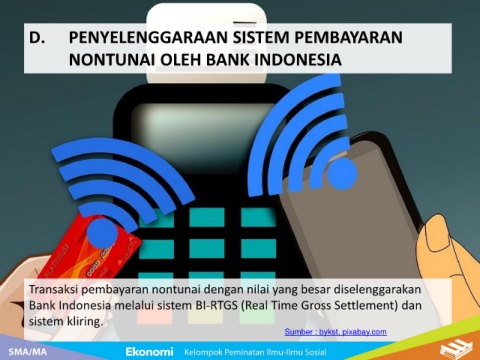 D. PENYELENGGARAAN SISTEM PEMBAYARAN
NONTUNAI OLEH BANK INDONESIA
Transaksi pembayaran nontunai dengan nilai yang besar diselenggarakan
Bank Indonesia melalui sistem BI-RTGS (Real Time Gross Settlement) dan
sistem kliring.
Sumber : bykst, pixabay.com
SMA/MA Ekonomi Kelompok Peminatan Ilmu-Ilmu Sosial